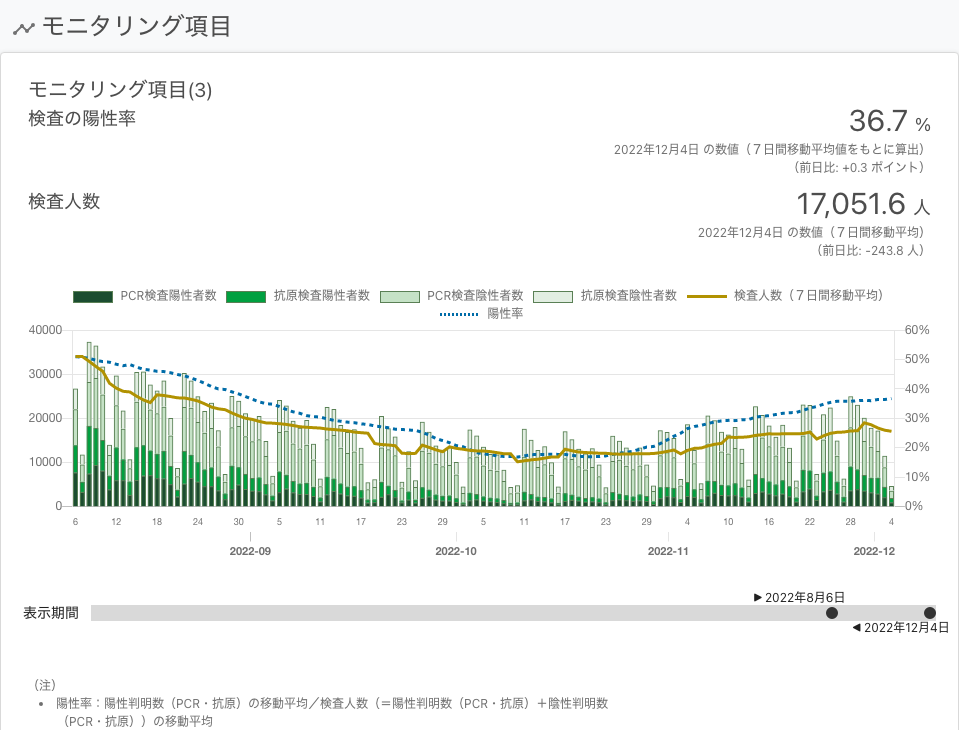 モニタリング項目
モニタリング項目(3)
検査の陽性率
36.7 %
2022年12月4日 の数値（７日間移動平均値をもとに算出）
（前日比: +0.3 ポイント）
検査人数
17,051.6 人
2022年12月4日 の数値（７日間移動平均）
（前日比: -243.8 人）
PCR検査陽性者数 抗原検査陽性者数 PCR検査陰性者数 抗原検査陰性者数 検査人数（７日間移動平均）
陽性率
40000 60%
50%
30000
40%
20000 30%
20%
10000
10%
0 0%
6 12 18 24 30 5 11 17 23 29 5 11 17 23 29 4 10 16 22 28 4
2022-09 2022-10 2022-11 2022-12
▶ 2022年8月6日
表示期間
◀ 2022年12月4日
（注）
• 陽性率：陽性判明数（PCR・抗原）の移動平均／検査人数（＝陽性判明数（PCR・抗原）＋陰性判明数
（PCR・抗原））の移動平均